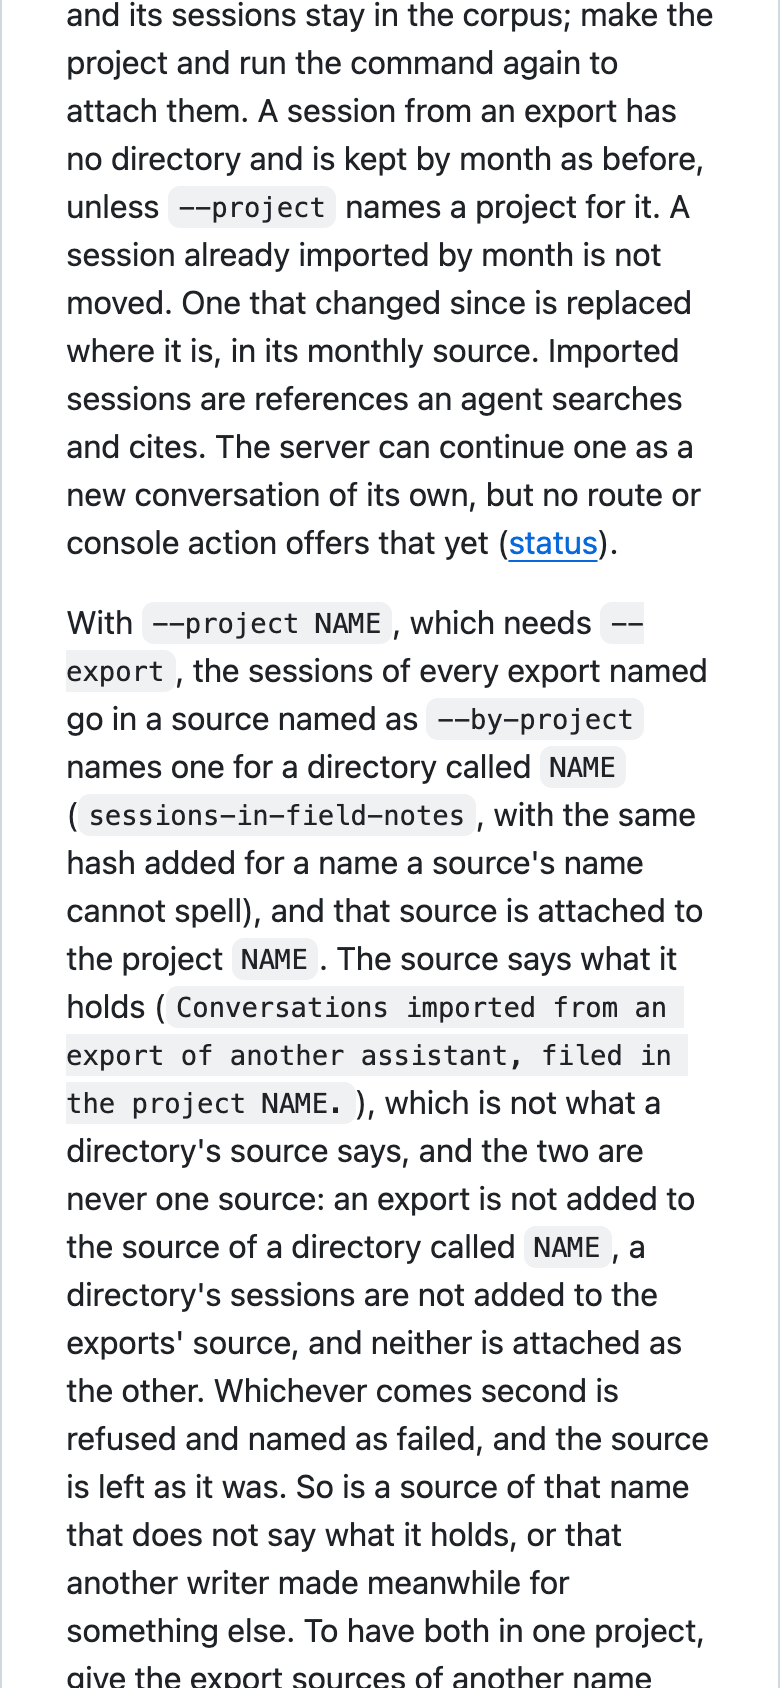 and its sessions stay in the corpus; make the
project and run the command again to
attach them. A session from an export has
no directory and is kept by month as before,
unless --project names a project for it. A
session already imported by month is not
moved. One that changed since is replaced
where it is, in its monthly source. Imported
sessions are references an agent searches
and cites. The server can continue one as a
new conversation of its own, but no route or
console action offers that yet (status).
With --project NAME, which needs --
export, the sessions of every export named
go in a source named as --by-project
names one for a directory called NAME
(sessions-in-field-notes, with the same
hash added for a name a source's name
cannot spell), and that source is attached to
the project NAME. The source says what it
holds (Conversations imported from an
export of another assistant, filed in
the project NAME.), which is not what a
directory's source says, and the two are
never one source: an export is not added to
the source of a directory called NAME, a
directory's sessions are not added to the
exports' source, and neither is attached as
the other. Whichever comes second is
refused and named as failed, and the source
is left as it was. So is a source of that name
that does not say what it holds, or that
another writer made meanwhile for
something else. To have both in one project,
give the export sources of another name